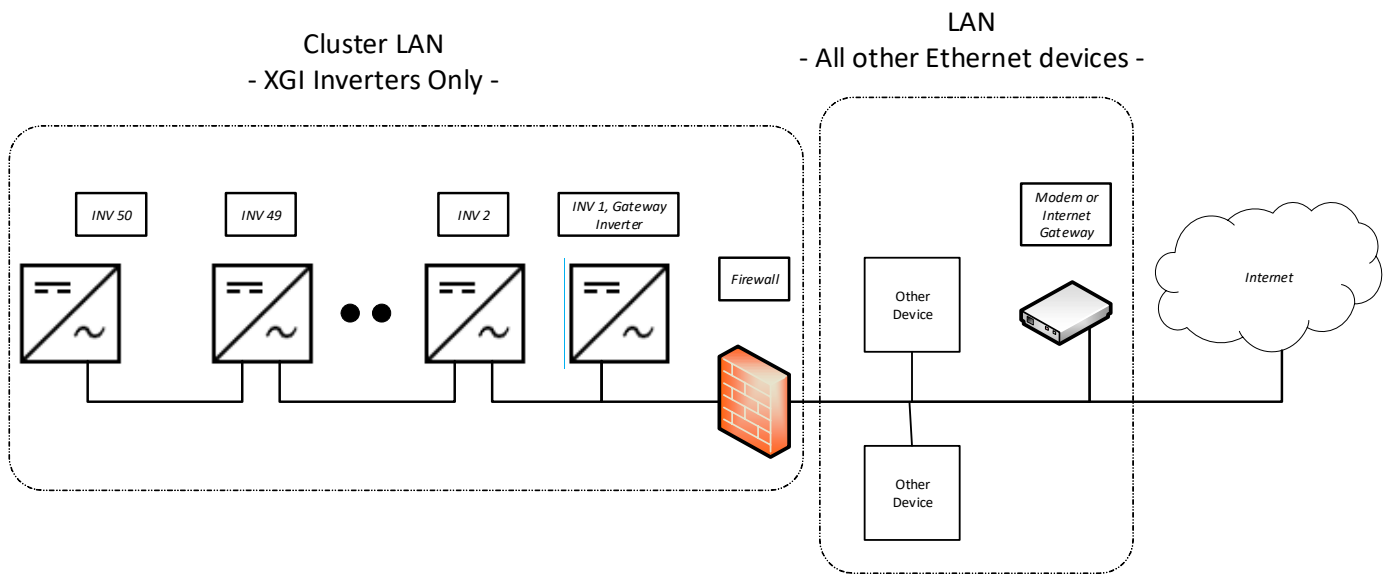 Cluster LAN
- XGI Inverters Only -
LAN
- All other Ethernet devices -
INV 50
INV 49
INV 2
INV 1, Gateway
Inverter
Firewall
Other
Device
Modem or
Internet
Gateway
Internet
Other
Device